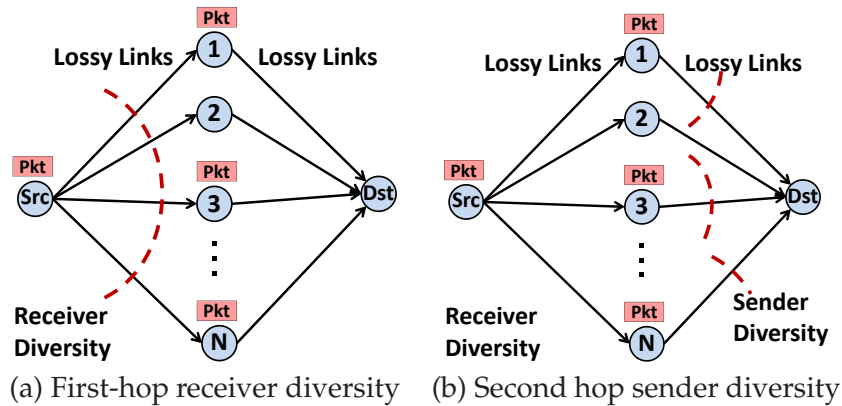 Pkt
Pkt
1
1
Lossy Links
Lossy Links
Lossy Links
Lossy Links
2
2
Pkt
Pkt
Pkt
Pkt
Src
3
Dst
Src
3
Dst
Pkt
Pkt
Receiver
Diversity
N
Receiver
Diversity
N
Sender
Diversity
(a) First-hop receiver diversity
(b) Second hop sender diversity